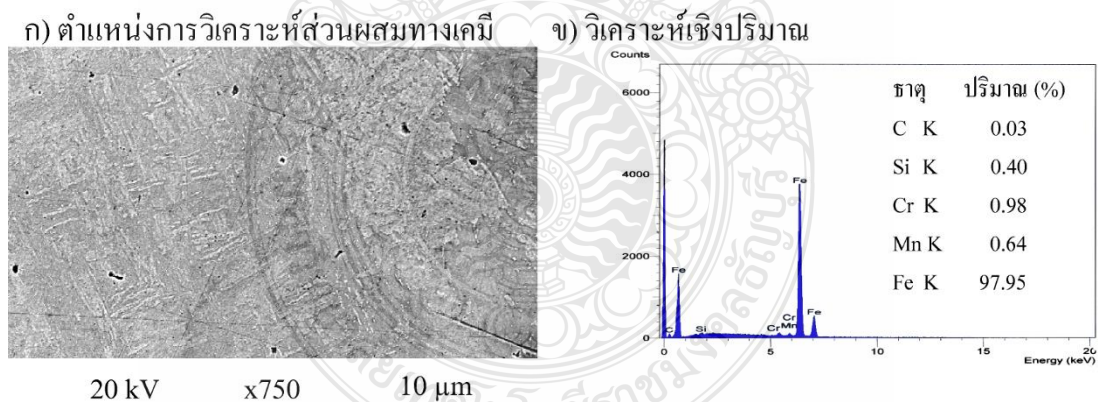 ก) ตำแหน่งการวิเคราะห์ส่วนผสมทางเคมี
ข) วิเคราะห์เชิงปริมาณ
Counts
6000
4000
2000
0
Fe
C
Si
Cr
Cr
Mn
Fe
Fe
0
5
10
15
20
Energy (keV)
ธาตุ ปริมาณ (%)
C K 0.03
Si K 0.40
Cr K 0.98
Mn K 0.64
Fe K 97.95
20 kV x750 10 µm